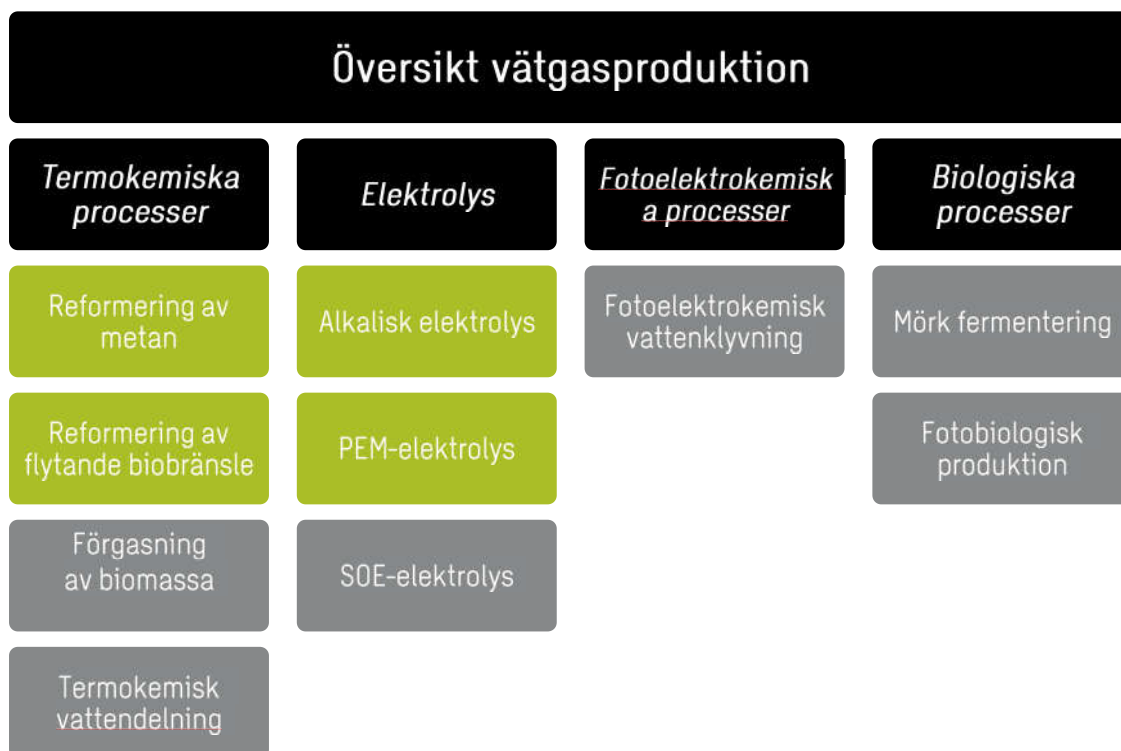 Översikt vätgasproduktion
Termokemiska
processer
Elektrolys
Fotoelektrokemisk
a processer
Biologiska
processer
Reformering av
metan
Alkalisk elektrolys
Fotoelektrokemisk
vattenklyvning
Mörk fermentering
Reformering av
flytande biobränsle
PEM-elektrolys
Fotobiologisk
produktion
Förgasning
av biomassa
SOE-elektrolys
Termokemisk
vattendelning